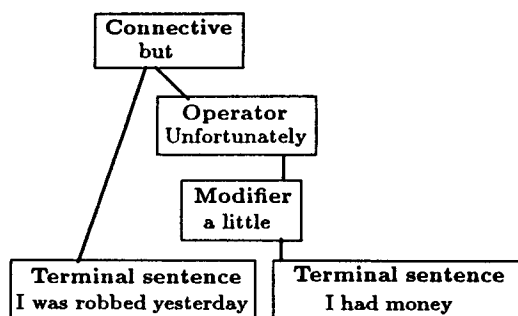 Connective
but
Operator
Unfortunately
Modifier
a little
Terminal sentence
I was robbed yesterday
Terminal sentence
I had money